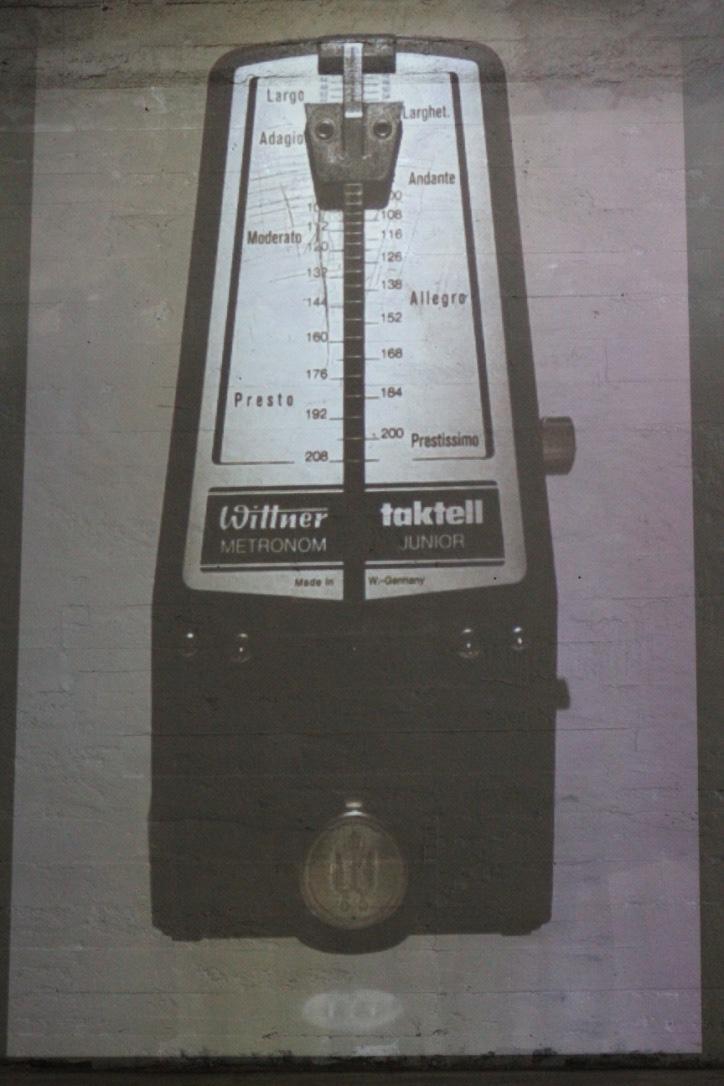 Largo
Larghet.
Adagio
Andante
108
112
116
Moderato
120
126
132
138
144
Allegro
152
160
168
176
184
Presto
192
200
Prestissimo
208
Wittner taktell
METRONOM JUNIOR
Made in W.-Germany